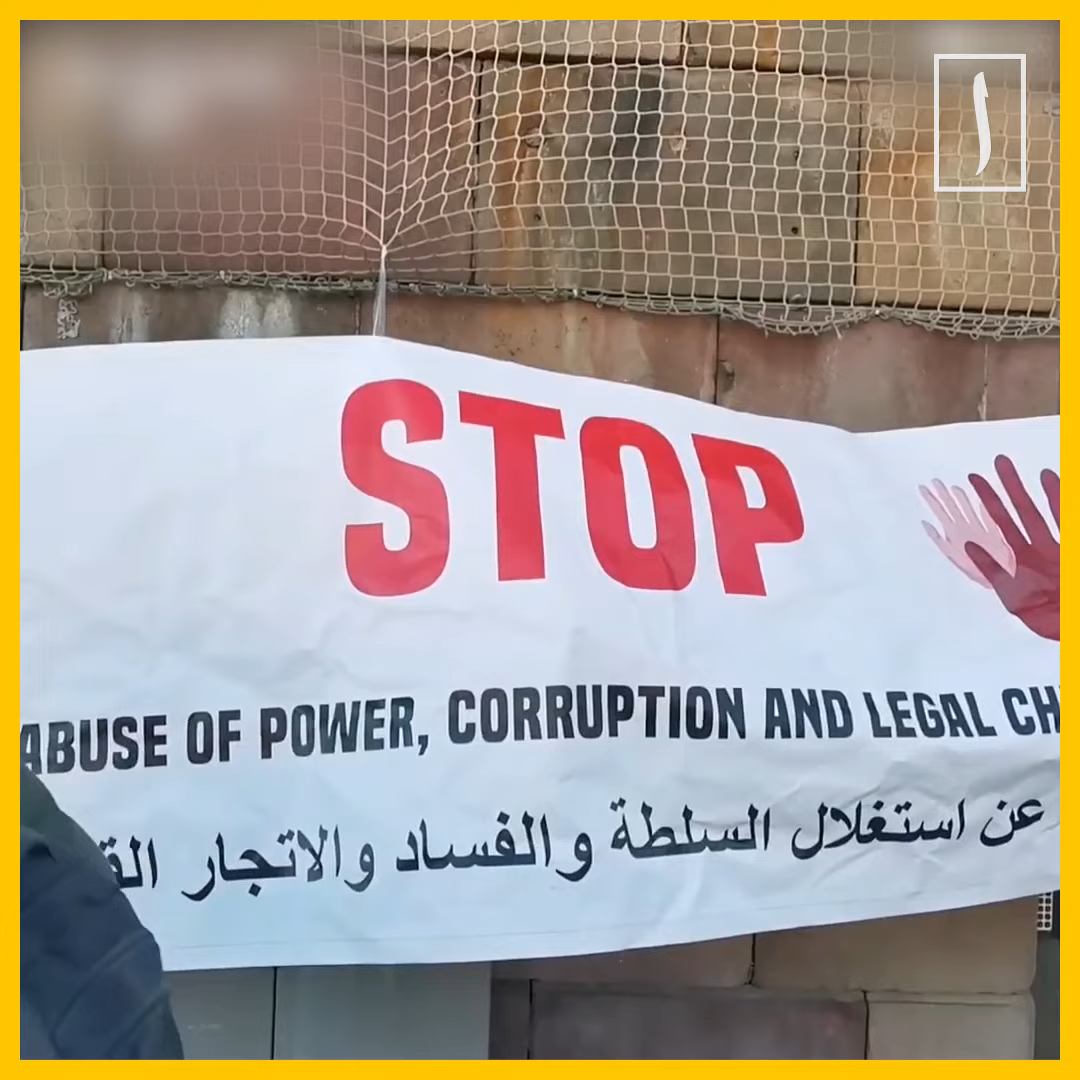 STOP
ABUSE OF POWER, CORRUPTION AND LEGAL
عن استغلال السلطة والفساد والاتجار